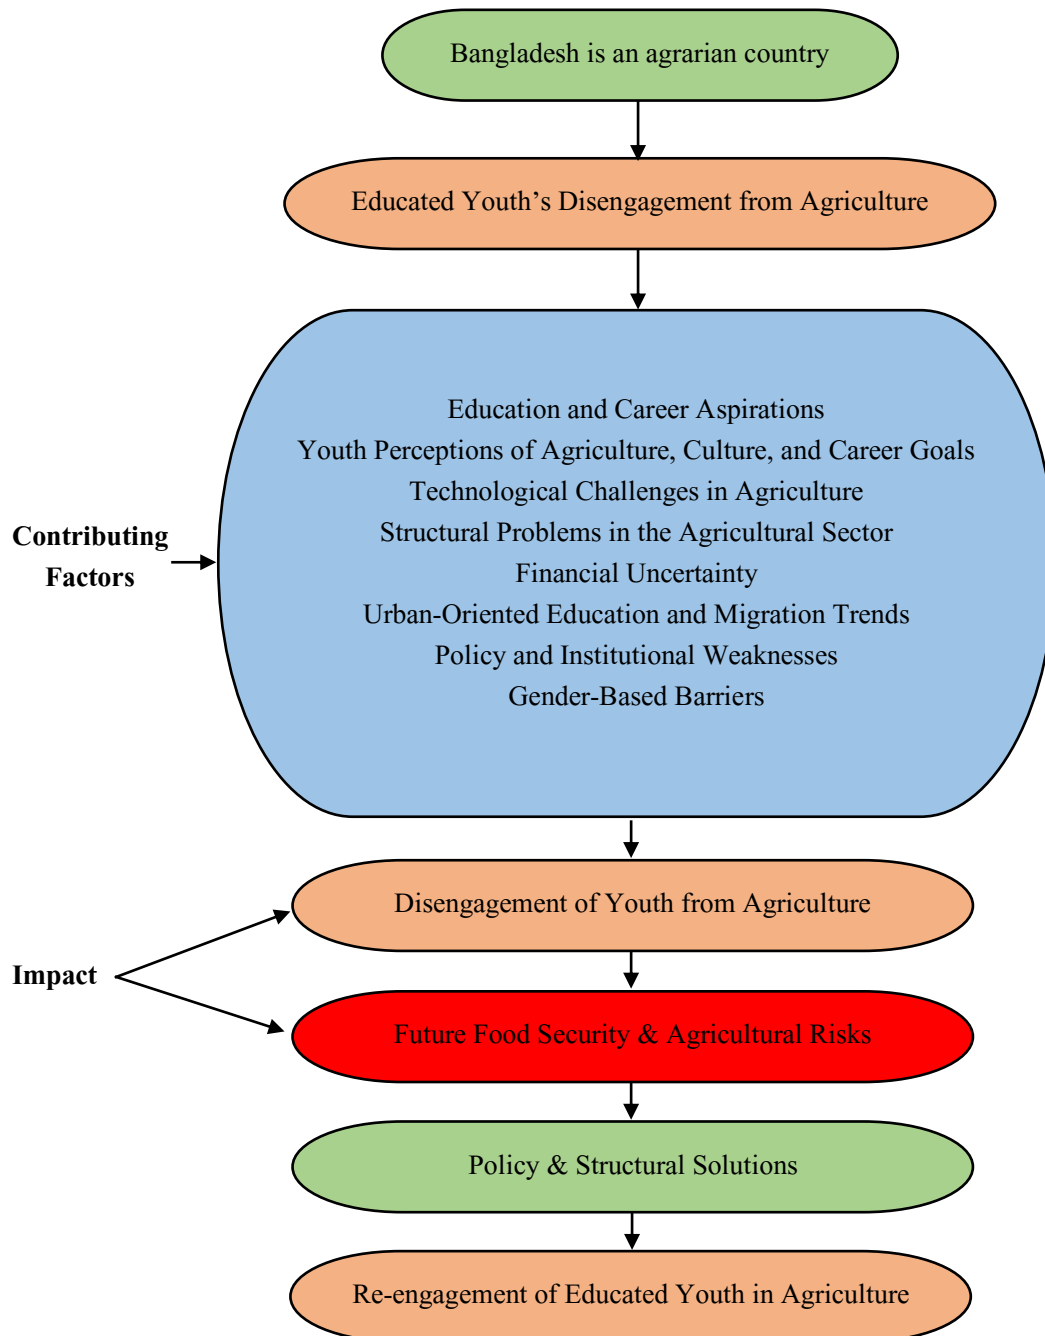 Bangladesh is an agrarian country
Educated Youth’s Disengagement from Agriculture
Contributing
Factors
Education and Career Aspirations
Youth Perceptions of Agriculture, Culture, and Career Goals
Technological Challenges in Agriculture
Structural Problems in the Agricultural Sector
Financial Uncertainty
Urban-Oriented Education and Migration Trends
Policy and Institutional Weaknesses
Gender-Based Barriers
Impact
Disengagement of Youth from Agriculture
Future Food Security & Agricultural Risks
Policy & Structural Solutions
Re-engagement of Educated Youth in Agriculture